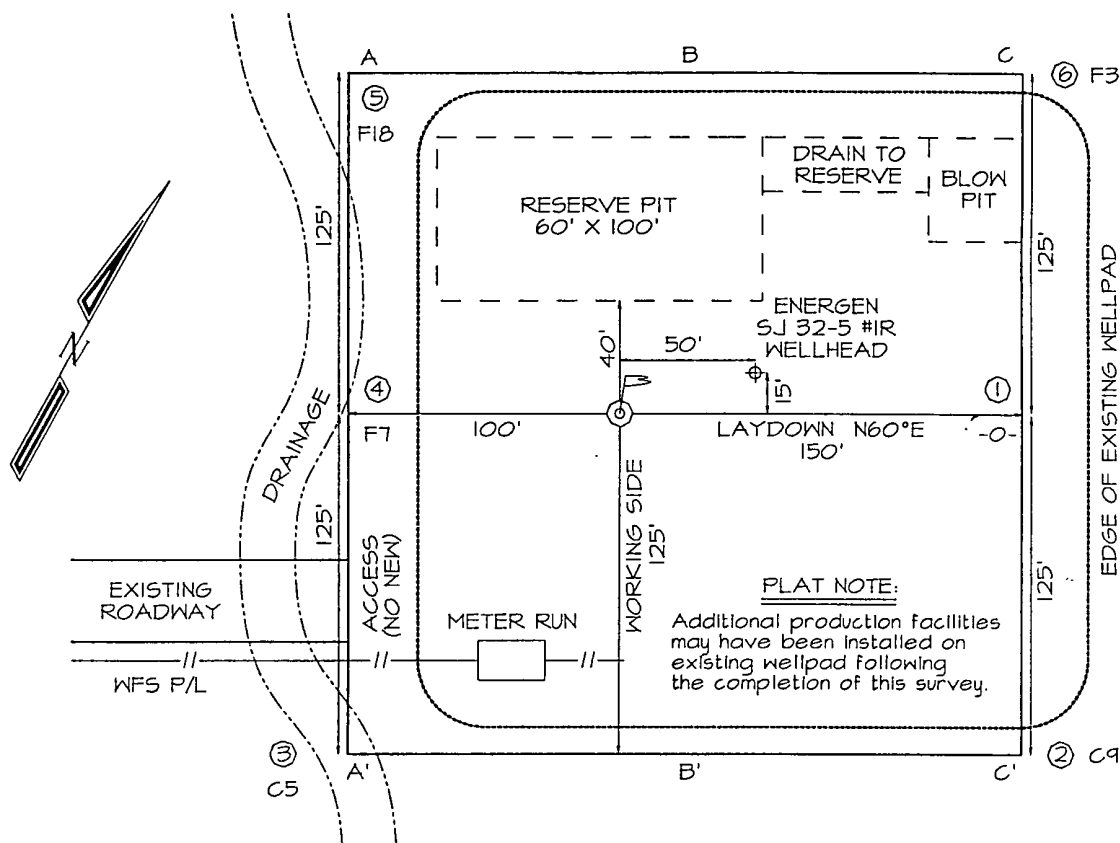 A
B
C
⑤
⑥ F3
F18
DRAIN TO
RESERVE
BLOW
PIT
RESERVE PIT
60' X 100'
125'
125'
N
ENERGEN
SJ 32-5 #1R
WELLHEAD
40'
50'
15'
④
①
F7
100'
LAYDOWN N60°E
150'
-0-
DRAINAGE
EDGE OF EXISTING WELLPAD
125'
ACCESS
(NO NEW)
WORKING SIDE
125'
125'
EXISTING
ROADWAY
METER RUN
PLAT NOTE:
Additional production facilities
may have been installed on
existing wellpad following
the completion of this survey.
WFS P/L
③
C5
A'
B'
C'
② C9